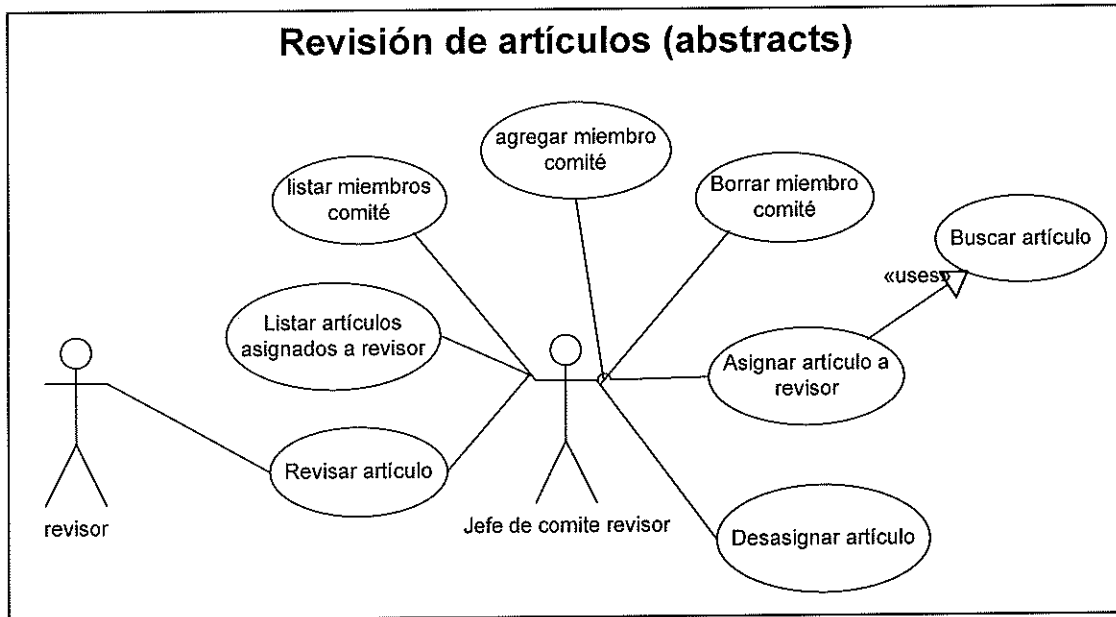 Revisión de artículos (abstracts)
agregar miembro
comité
listar miembros
comité
Borrar miembro
comité
Buscar artículo
«uses»
Listar artículos
asignados a revisor
Asignar artículo a
revisor
Revisar artículo
revisor
Jefe de comite revisor
Desasignar artículo